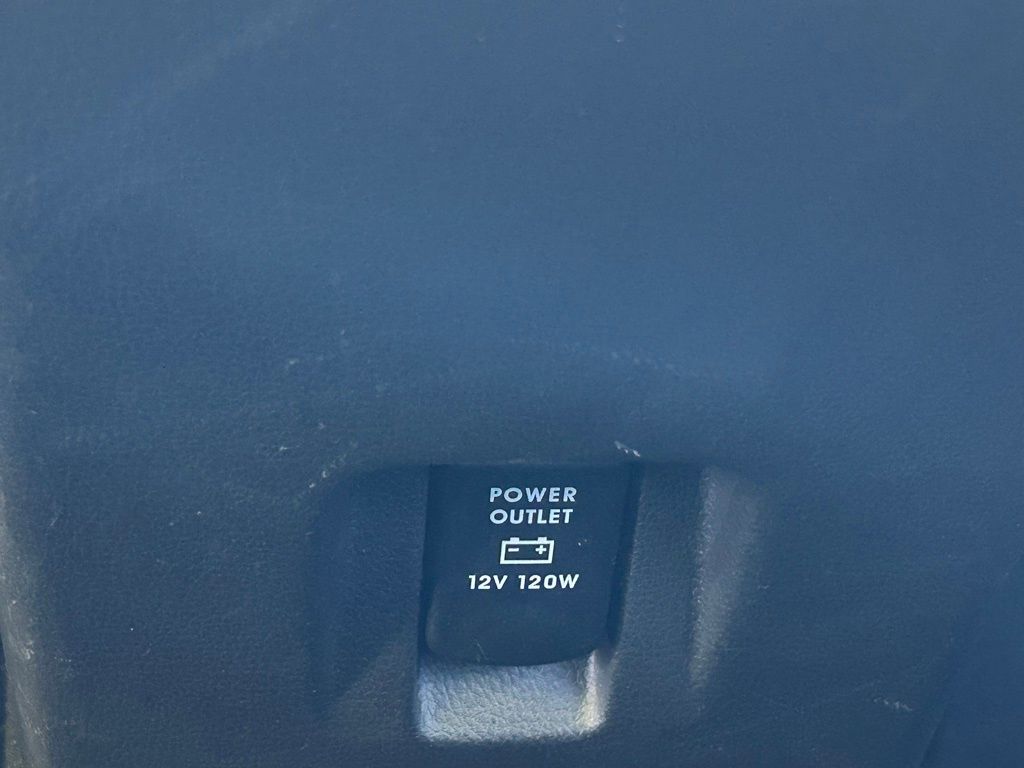 POWER
OUTLET
- +
12V 120W